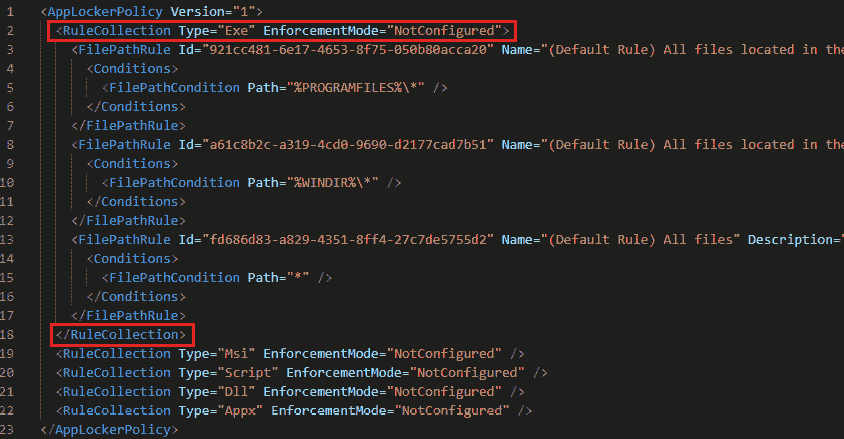 1 <AppLockerPolicy Version="1">
2 <RuleCollection Type="Exe" EnforcementMode="NotConfigured">
3 <FilePathRule Id="921cc481-6e17-4653-8f75-050b80acca20" Name="(Default Rule) All files located in the
4 <Conditions>
5 <FilePathCondition Path="%PROGRAMFILES%\*" />
6 </Conditions>
7 </FilePathRule>
8 <FilePathRule Id="a61c8b2c-a319-4cd0-9690-d2177cad7b51" Name="(Default Rule) All files located in the
9 <Conditions>
10 <FilePathCondition Path="%WINDIR%\*" />
11 </Conditions>
12 </FilePathRule>
13 <FilePathRule Id="fd686d83-a829-4351-8ff4-27c7de5755d2" Name="(Default Rule) All files" Description="
14 <Conditions>
15 <FilePathCondition Path="*" />
16 </Conditions>
17 </FilePathRule>
18 </RuleCollection>
19 <RuleCollection Type="Msi" EnforcementMode="NotConfigured" />
20 <RuleCollection Type="Script" EnforcementMode="NotConfigured" />
21 <RuleCollection Type="Dll" EnforcementMode="NotConfigured" />
22 <RuleCollection Type="Appx" EnforcementMode="NotConfigured" />
23 </AppLockerPolicy>